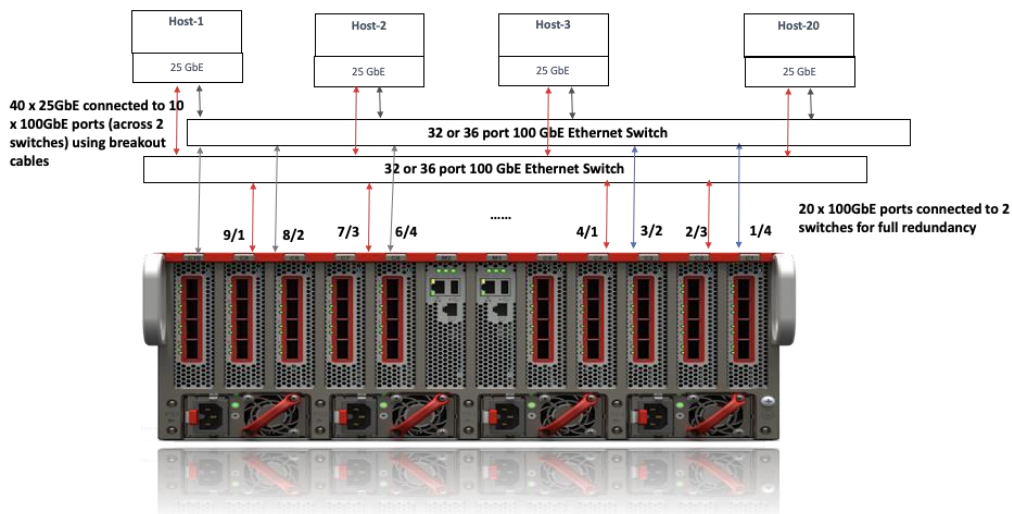 Host-1
Host-2
Host-3
Host-20
25 GbE
25 GbE
25 GbE
25 GbE
40 x 25GbE connected to 10
x 100GbE ports (across 2
switches) using breakout
cables
32 or 36 port 100 GbE Ethernet Switch
32 or 36 port 100 GbE Ethernet Switch
20 x 100GbE ports connected to 2
switches for full redundancy
......
9/1
8/2
7/3
6/4
4/1
3/2
2/3
1/4